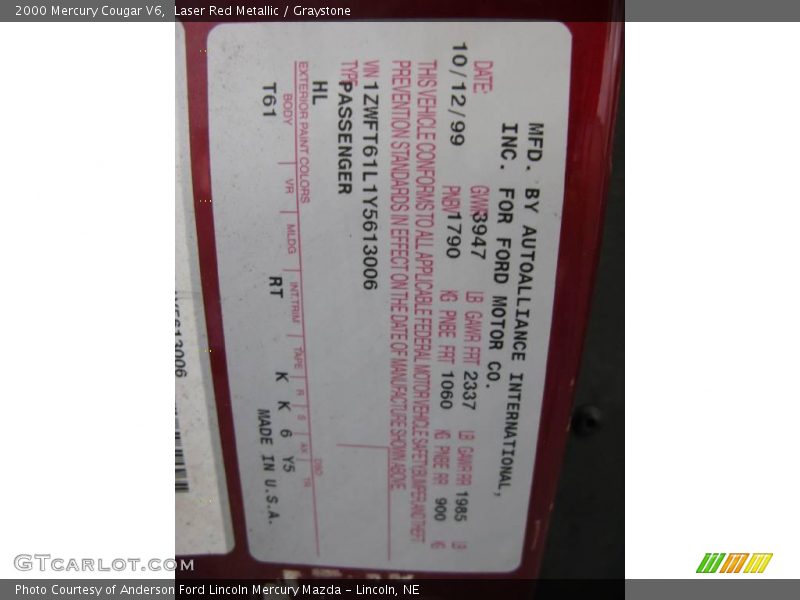 2000 Mercury Cougar V6, Laser Red Metallic / Graystone
MFD. BY AUTOALLIANCE INTERNATIONAL,
INC. FOR FORD MOTOR CO.
DATE: GVWR 3947 LB GAWR FRT 2337 LB GAWR RR 1985 LB
10/12/99 PNBV 1790 KG PNBE FRT 1060 KG PNBE RR 900 KG
THIS VEHICLE CONFORMS TO ALL APPLICABLE FEDERAL MOTOR VEHICLE SAFETY, BUMPER, AND THEFT
PREVENTION STANDARDS IN EFFECT ON THE DATE OF MANUFACTURE SHOWN ABOVE.
VIN 1ZWFT61L1Y5613006
TYPE PASSENGER
HL
EXTERIOR PAINT COLORS DSO
BODY VR MLDG INT. TRIM TAPE R S AX TR
T61 RT K K 6 Y5
MADE IN U.S.A.
GTcarlot.com
Photo Courtesy of Anderson Ford Lincoln Mercury Mazda - Lincoln, NE